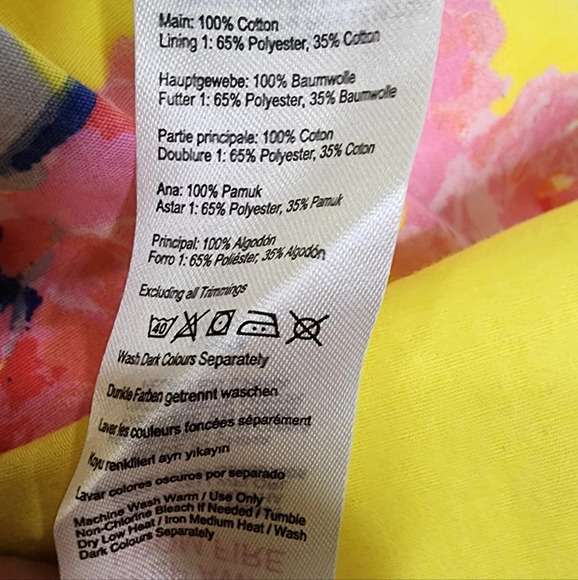 Main: 100% Cotton
Lining 1: 65% Polyester, 35% Cotton
Hauptgewebe: 100% Baumwolle
Futter 1: 65% Polyester, 35% Baumwolle
Partie principale: 100% Coton
Doublure 1: 65% Polyester, 35% Coton
Ana: 100% Pamuk
Astar 1: 65% Polyester, 35% Pamuk
Principal: 100% Algodón
Forro 1: 65% Poliéster, 35% Algodón
Excluding all Trimmings
40
Wash Dark Colours Separately
Dunkle Farben getrennt waschen
Laver les couleurs foncées séparément
Koyu renklileri ayrı yıkayın
Lavar colores oscuros por separado
Machine Wash Warm / Use Only
Non-Chlorine Bleach If Needed / Tumble
Dry Low Heat / Iron Medium Heat / Wash
Dark Colours Separately
FIRE